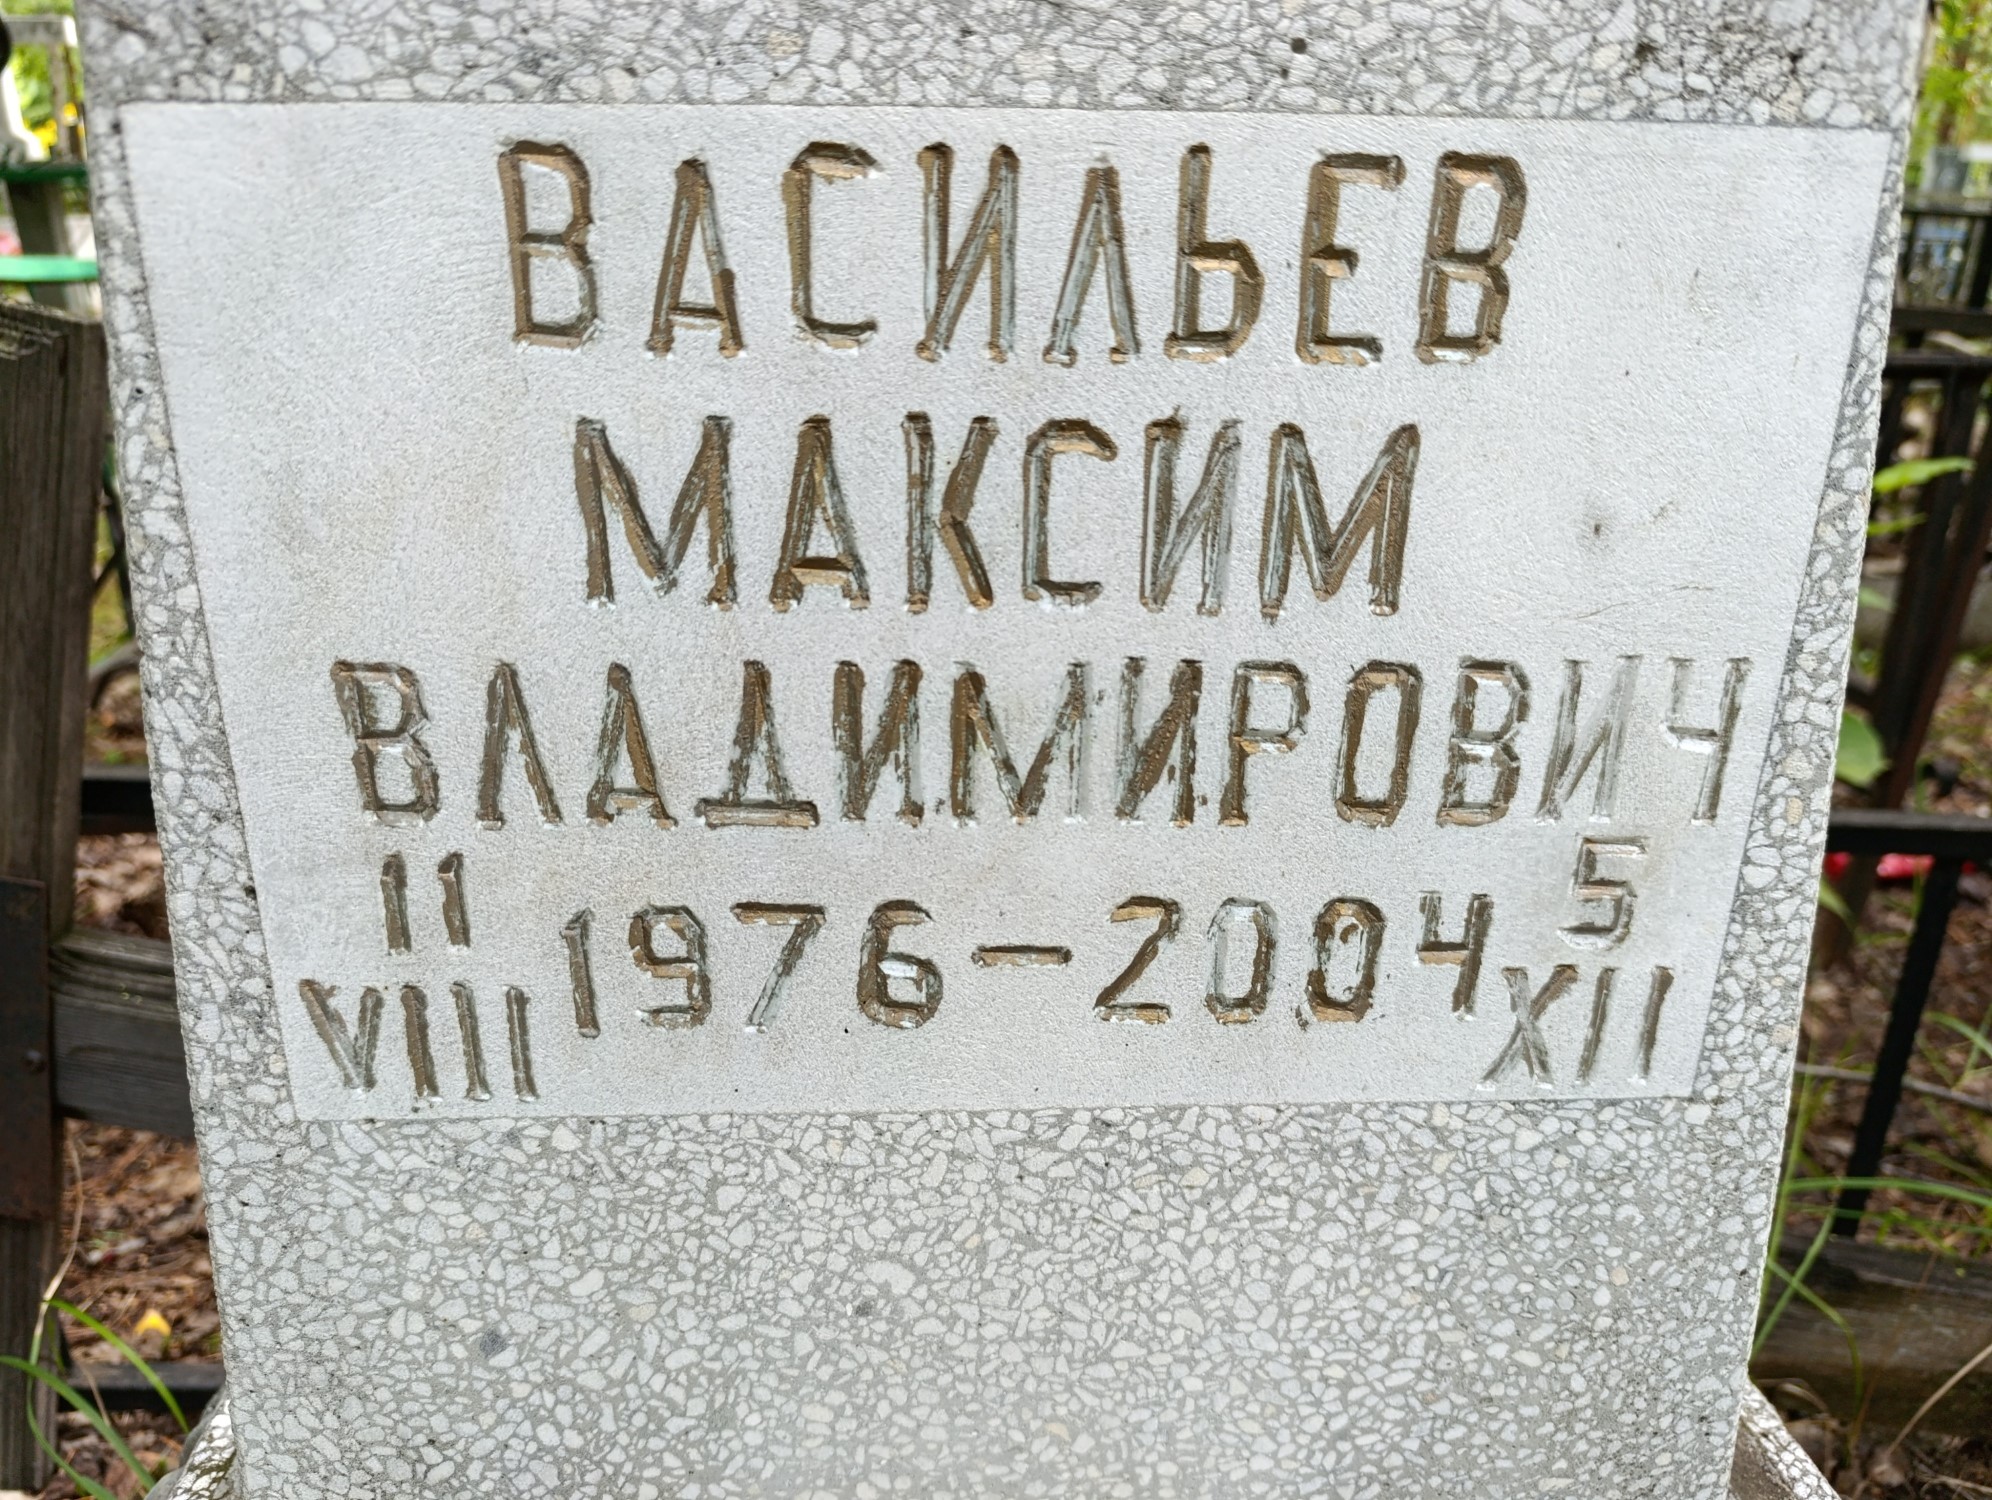 ВАСИЛЬЕВ
МАКСИМ
ВЛАДИМИРОВИЧ
11 5
1976-2004
VIII XII